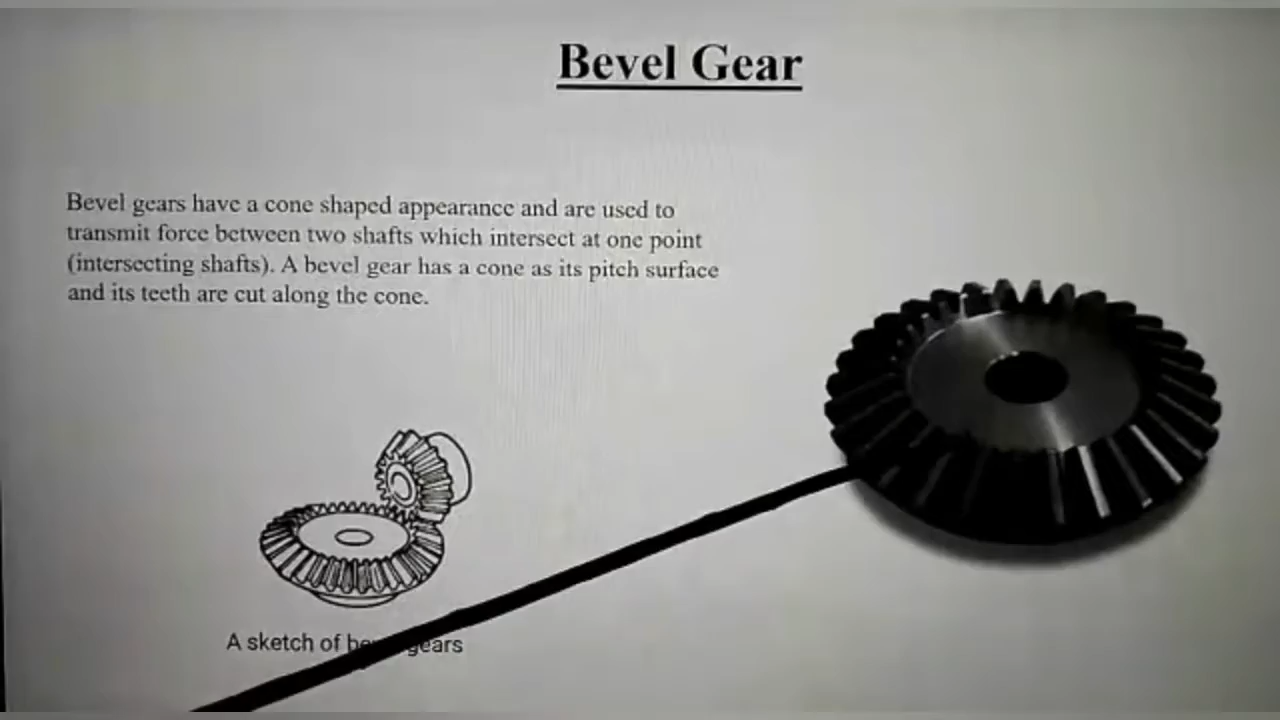 Bevel Gear
Bevel gears have a cone shaped appearance and are used to
transmit force between two shafts which intersect at one point
(intersecting shafts). A bevel gear has a cone as its pitch surface
and its teeth are cut along the cone.
A sketch of gears